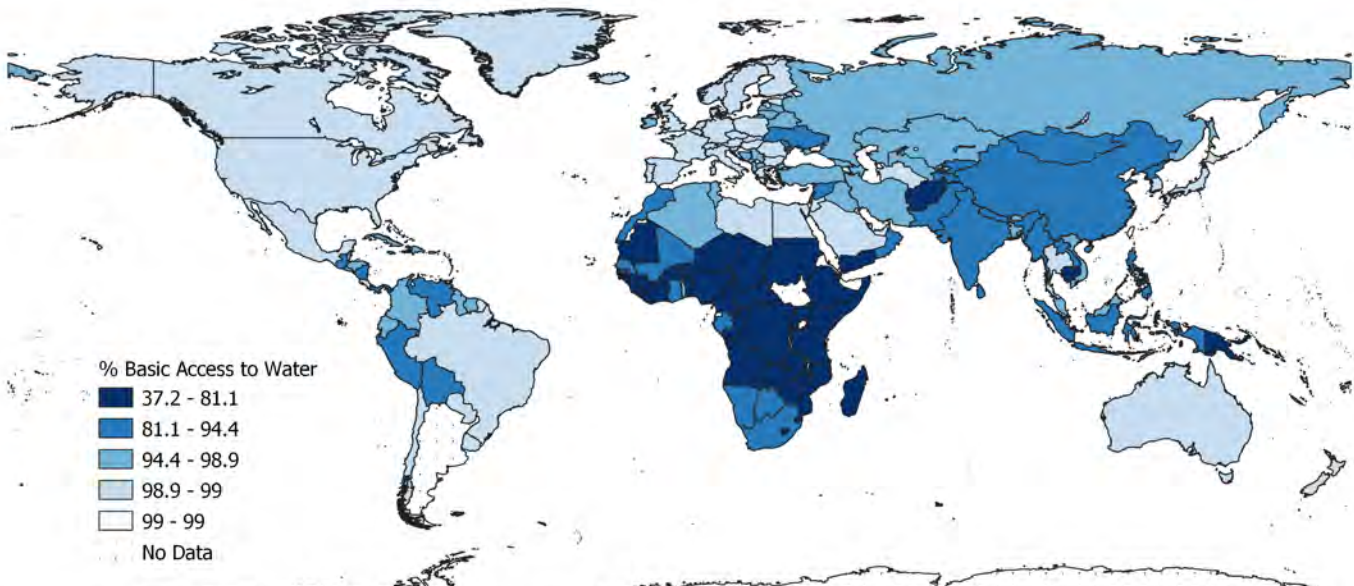 % Basic Access to Water
37.2 - 81.1
81.1 - 94.4
94.4 - 98.9
98.9 - 99
99 - 99
No Data